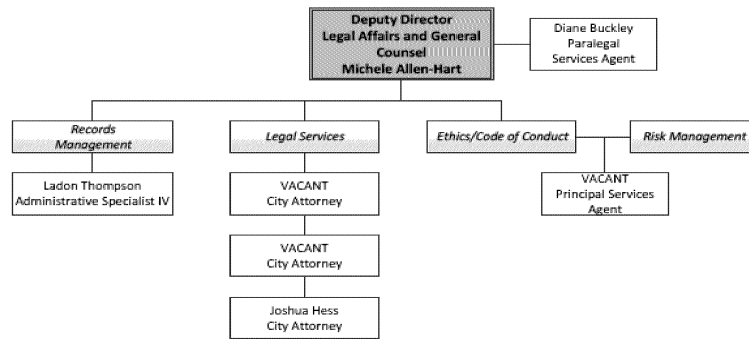 Deputy Director
Legal Affairs and General
Counsel
Michele Allen-Hart
Diane Buckley
Paralegal
Services Agent
Records
Management
Legal Services
Ethics/Code of Conduct
Risk Management
Ladon Thompson
Administrative Specialist IV
VACANT
City Attorney
VACANT
Principal Services
Agent
VACANT
City Attorney
Joshua Hess
City Attorney